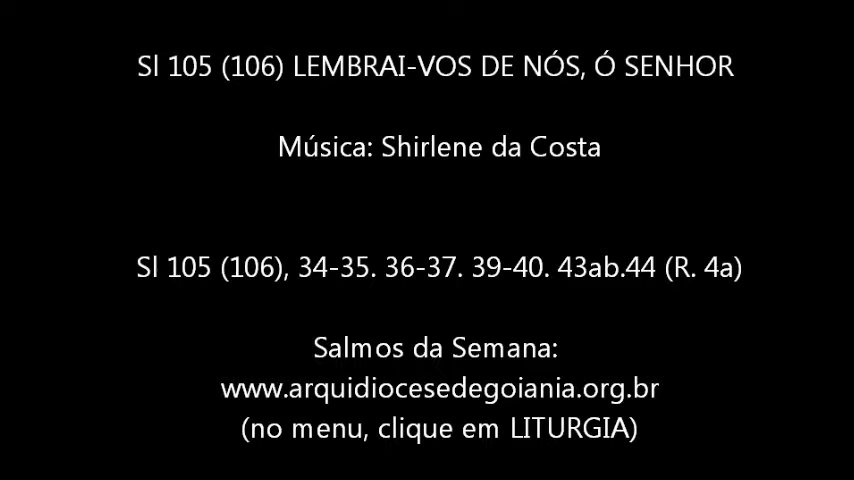 Sl 105 (106) LEMBRAI-VOS DE NÓS, Ó SENHOR
Música: Shirlene da Costa
Sl 105 (106), 34-35. 36-37. 39-40. 43ab.44 (R. 4a)
Salmos da Semana:
www.arquidiocesedegoiania.org.br
(no menu, clique em LITURGIA)